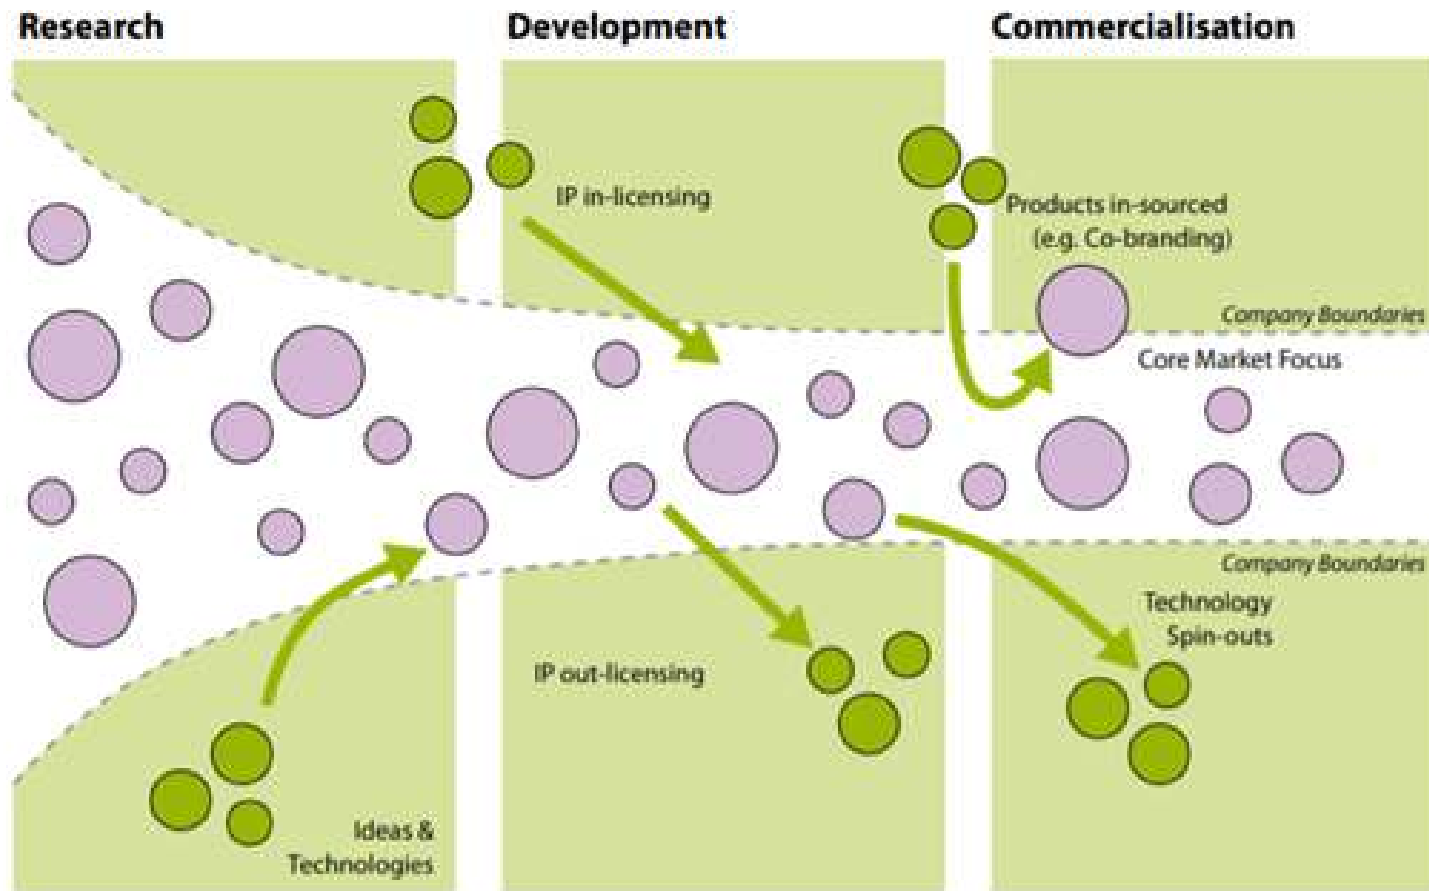 Research
Development
Commercialisation
IP in-licensing
Products in-sourced
(e.g. Co-branding)
Company Boundaries
Core Market Focus
Company Boundaries
Technology
Spin-outs
IP out-licensing
Ideas &
Technologies